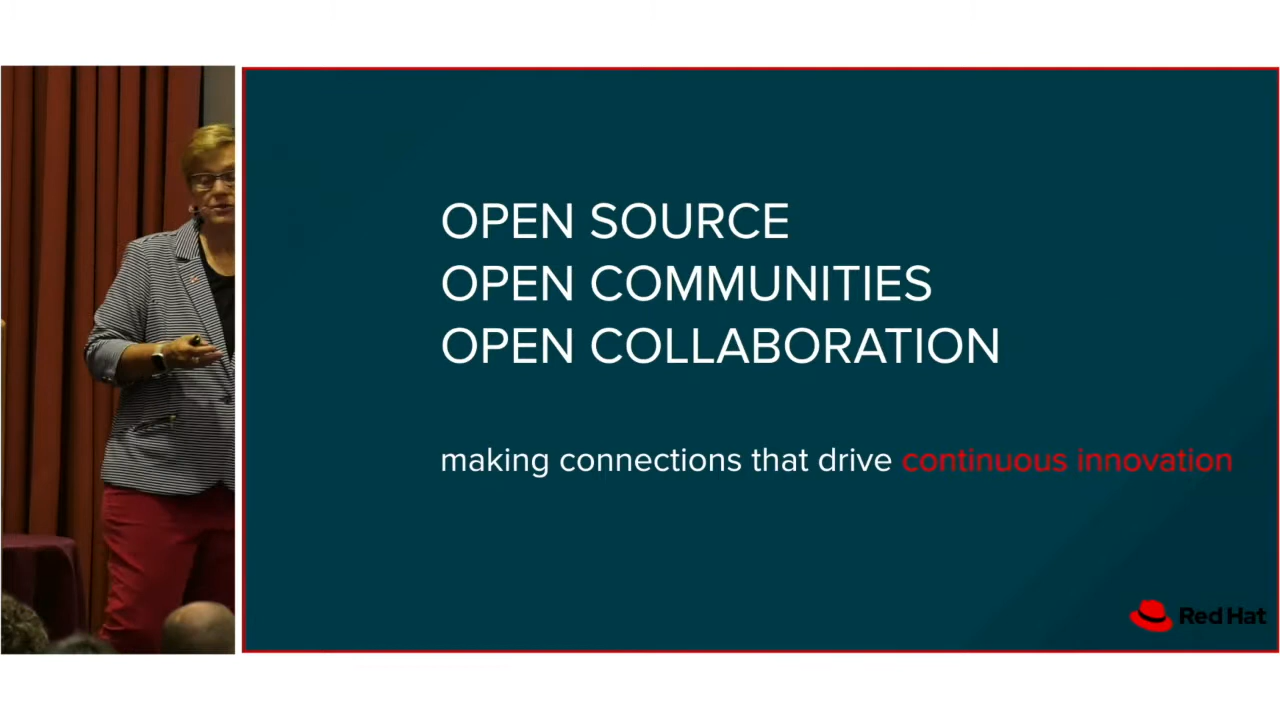 OPEN SOURCE
OPEN COMMUNITIES
OPEN COLLABORATION
making connections that drive continuous innovation
Red Hat